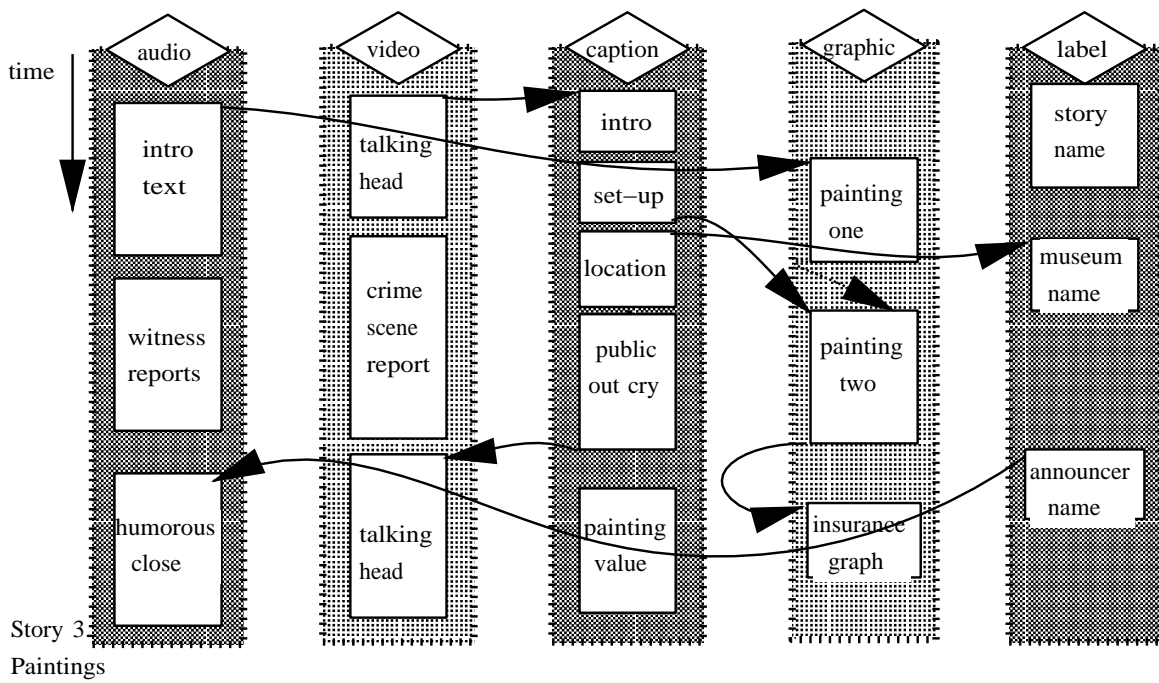 audio
video
caption
graphic
label
time
intro
text
witness
reports
humorous
close
talking
head
crime
scene
report
talking
head
intro
set-up
location
public
out cry
painting
value
painting
one
painting
two
insurance
graph
story
name
museum
name
announcer
name
Story 3.
Paintings